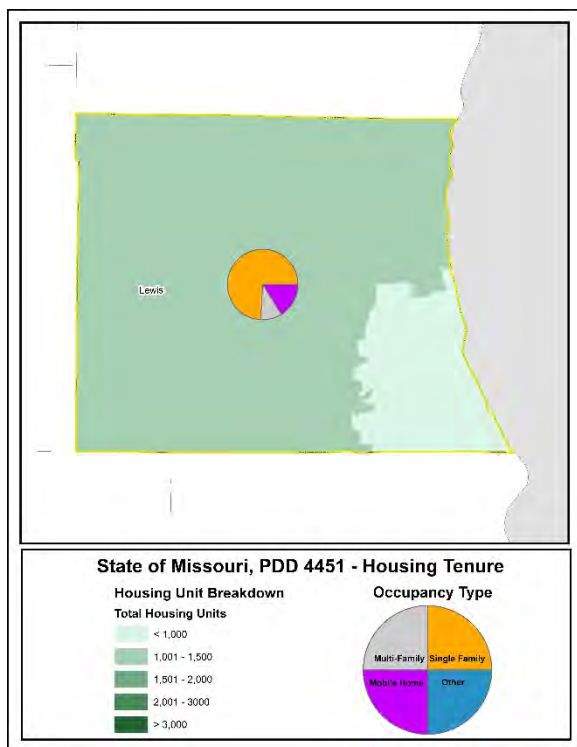 Lewis
State of Missouri, PDD 4451 - Housing Tenure
Housing Unit Breakdown
Total Housing Units
< 1,000
1,001 - 1,500
1,501 - 2,000
2,001 - 3000
> 3,000
Occupancy Type
Multi-Family
Single Family
Mobile Home
Other